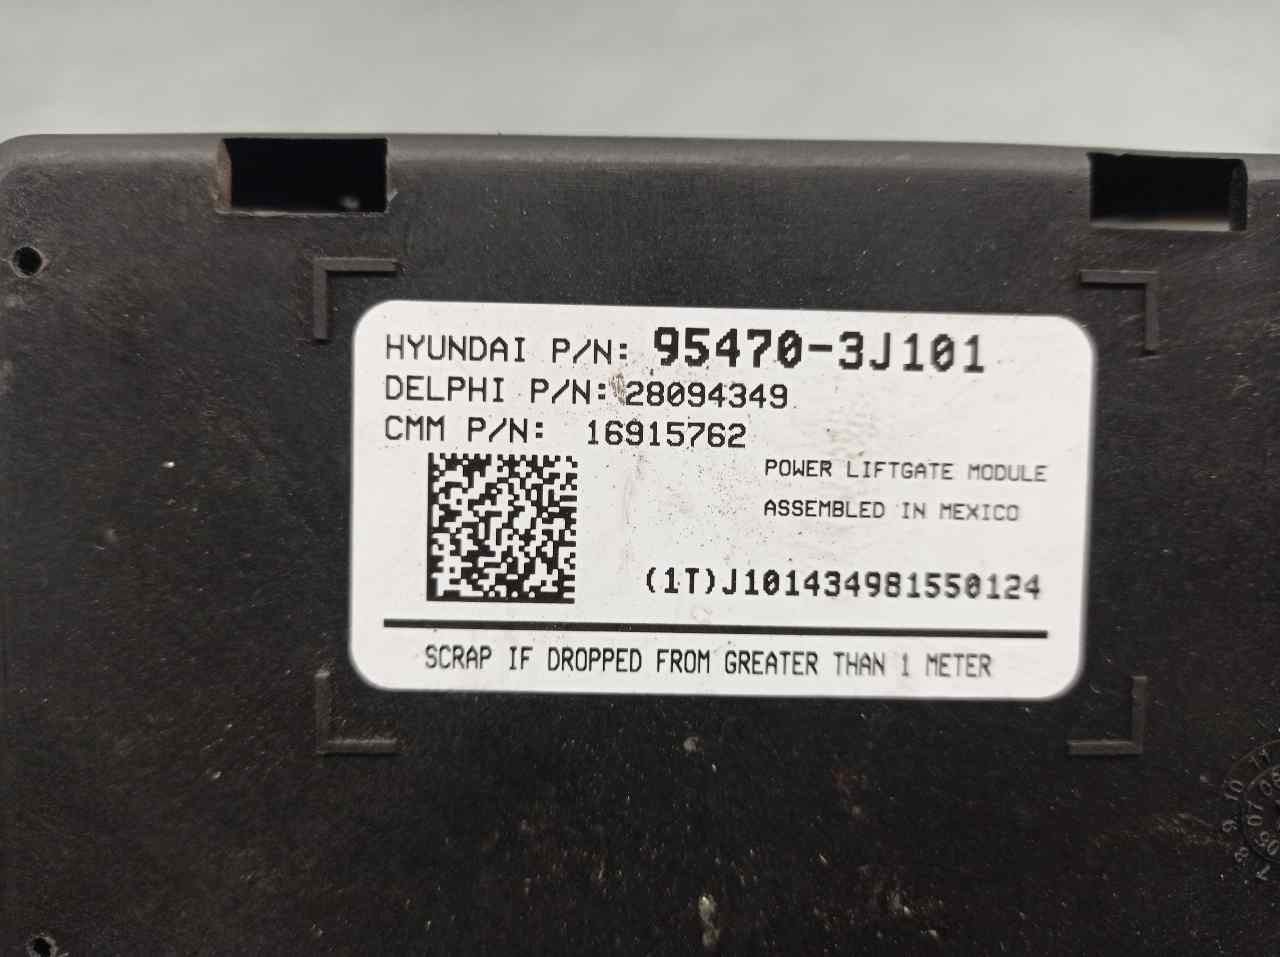 HYUNDAI P/N: 95470-3J101
DELPHI P/N: 28094349
CMM P/N: 16915762
POWER LIFTGATE MODULE
ASSEMBLED IN MEXICO
(1T)J101434981550124
SCRAP IF DROPPED FROM GREATER THAN 1 METER